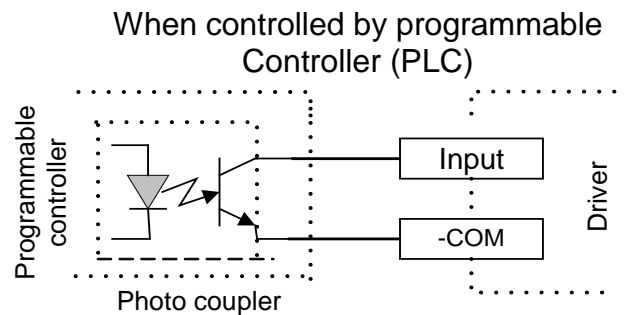 When controlled by programmable
Controller (PLC)
Programmable
controller
Input
-COM
Driver
Photo coupler